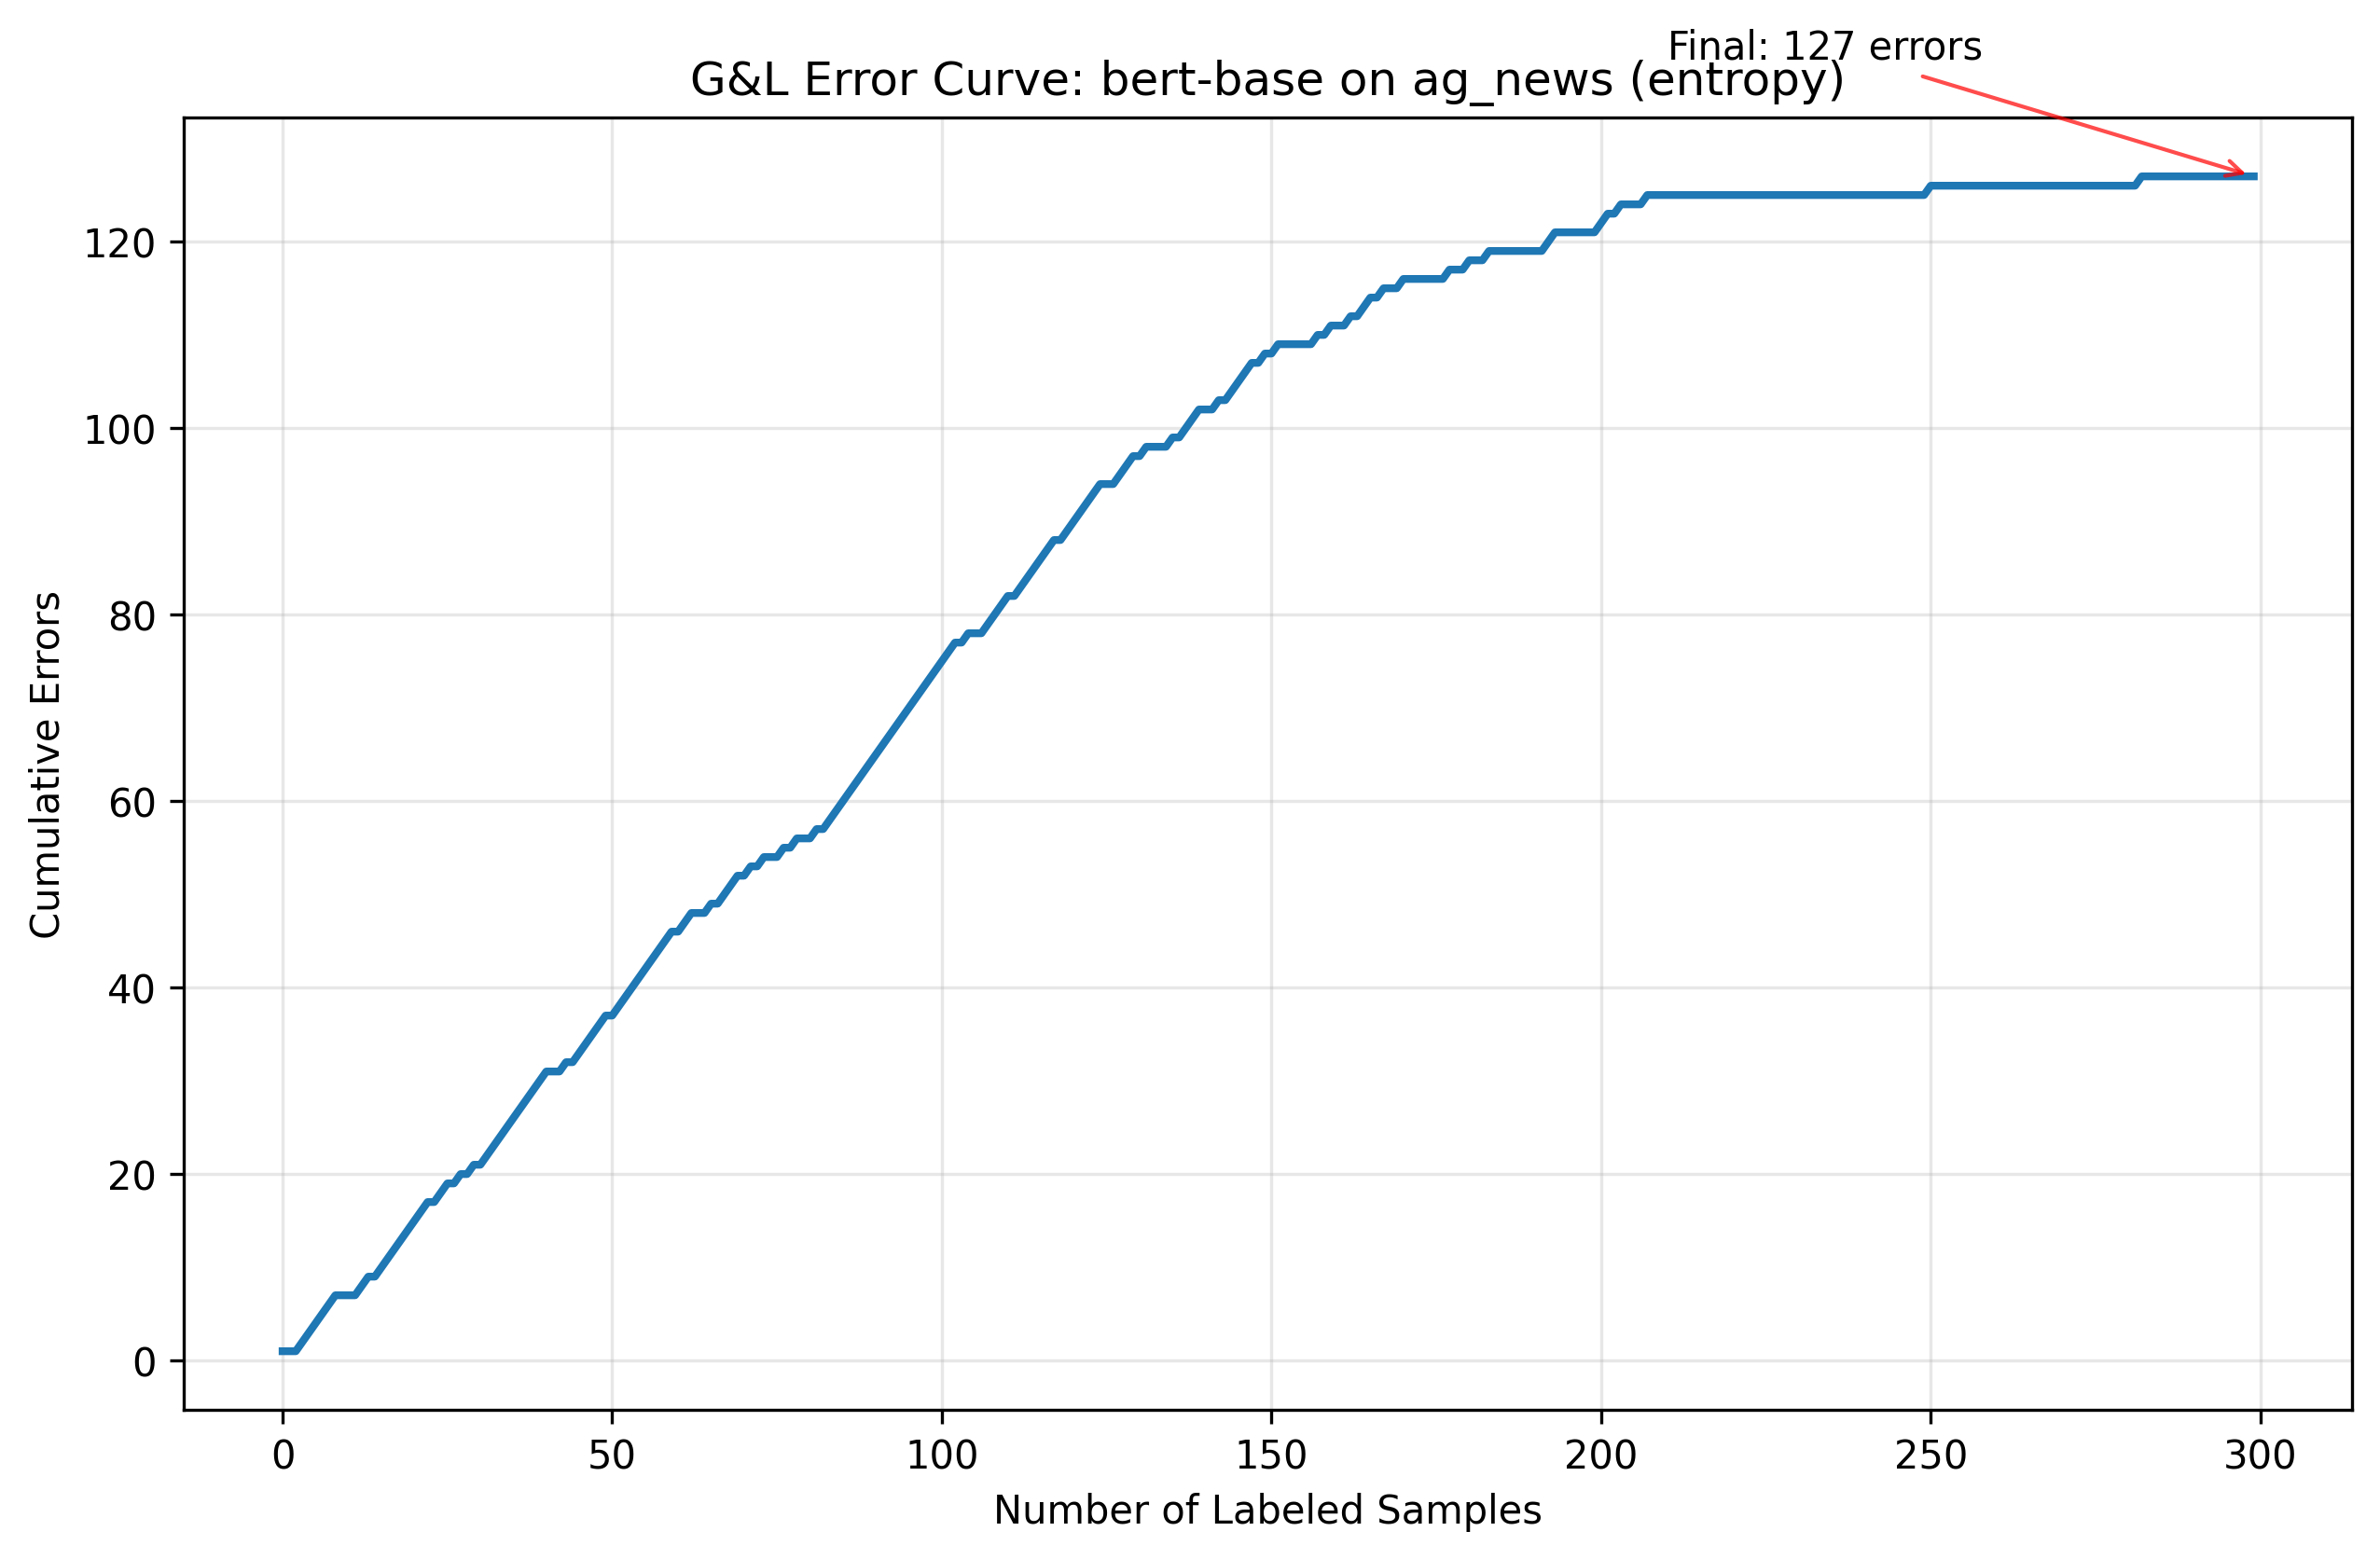 Final: 127 errors
G&L Error Curve: bert-base on ag_news (entropy)
120
100
80
60
40
20
0
Cumulative Errors
0 50 100 150 200 250 300
Number of Labeled Samples